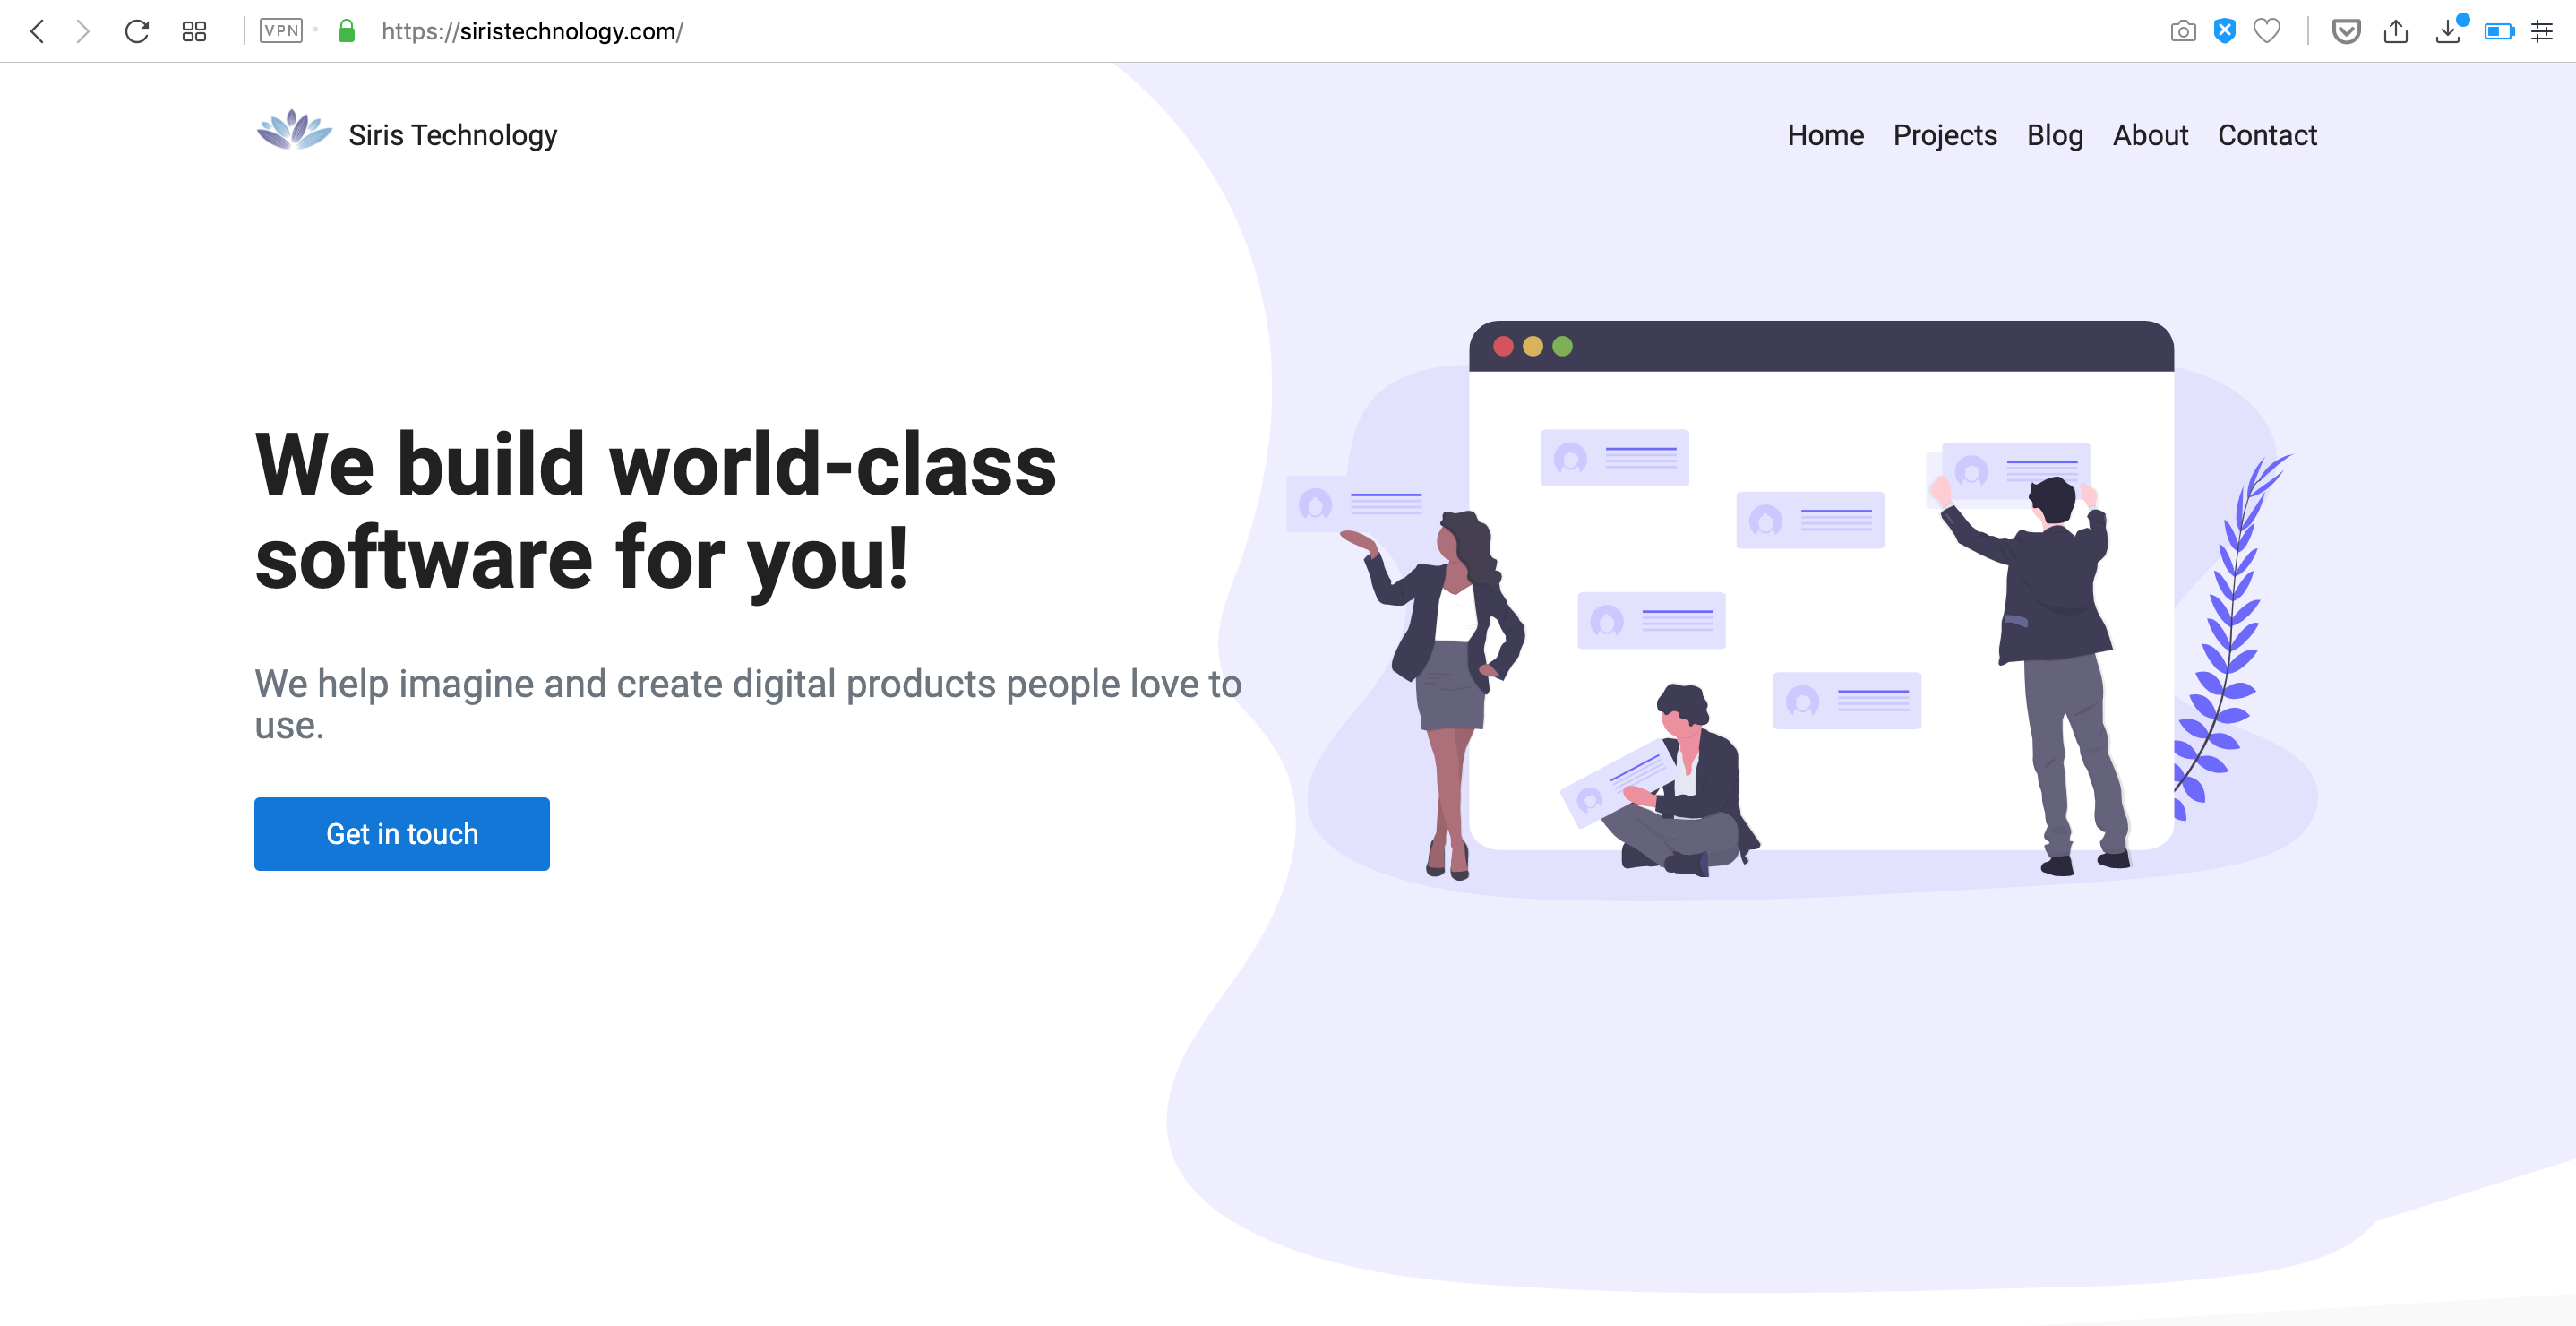 VPN
https://siristechnology.com/
Siris Technology
Home Projects Blog About Contact
We build world-class
software for you!
We help imagine and create digital products people love to
use.
Get in touch